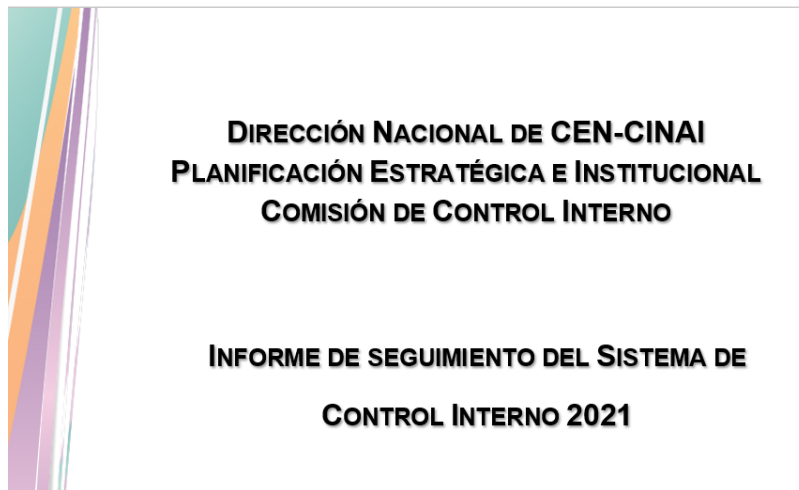 Dirección Nacional de CEN-CINAI
Planificación Estratégica e Institucional
Comisión de Control Interno
Informe de seguimiento del Sistema de
Control Interno 2021